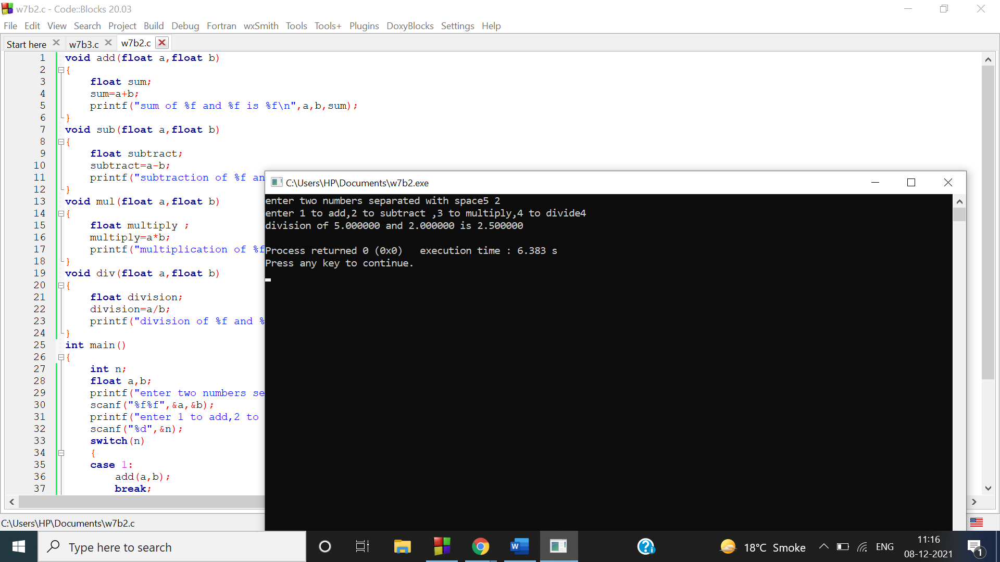 w7b2.c - Code::Blocks 20.03
File Edit View Search Project Build Debug Fortran wxSmith Tools Tools+ Plugins DoxyBlocks Settings Help
Start here w7b3.c w7b2.c
1 void add(float a,float b)
2 {
3 float sum;
4 sum=a+b;
5 printf("sum of %f and %f is %f\n",a,b,sum);
6 }
7 void sub(float a,float b)
8 {
9 float subtract;
10 subtract=a-b;
11 printf("subtraction of %f an
12 }
13 void mul(float a,float b)
14 {
15 float multiply ;
16 multiply=a*b;
17 printf("multiplication of %f
18 }
19 void div(float a,float b)
20 {
21 float division;
22 division=a/b;
23 printf("division of %f and %
24 }
25 int main()
26 {
27 int n;
28 float a,b;
29 printf("enter two numbers se
30 scanf("%f%f",&a,&b);
31 printf("enter 1 to add,2 to
32 scanf("%d",&n);
33 switch(n)
34 {
35 case 1:
36 add(a,b);
37 break;
C:\Users\HP\Documents\w7b2.exe
enter two numbers separated with space5 2
enter 1 to add,2 to subtract ,3 to multiply,4 to divide4
division of 5.000000 and 2.000000 is 2.500000
Process returned 0 (0x0)   execution time : 6.383 s
Press any key to continue.
C:\Users\HP\Documents\w7b2.c
Type here to search
W
18°C Smoke
ENG
11:16
08-12-2021
1